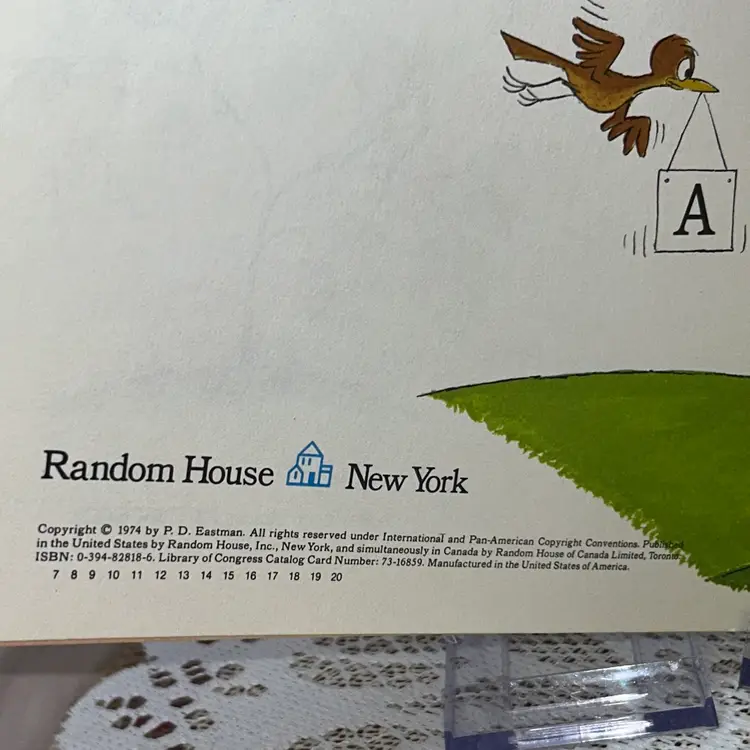 A
Random House New York
Copyright © 1974 by P. D. Eastman. All rights reserved under International and Pan-American Copyright Conventions. Published
in the United States by Random House, Inc., New York, and simultaneously in Canada by Random House of Canada Limited, Toronto.
ISBN: 0-394-82818-6. Library of Congress Catalog Card Number: 73-16859. Manufactured in the United States of America.
7 8 9 10 11 12 13 14 15 16 17 18 19 20